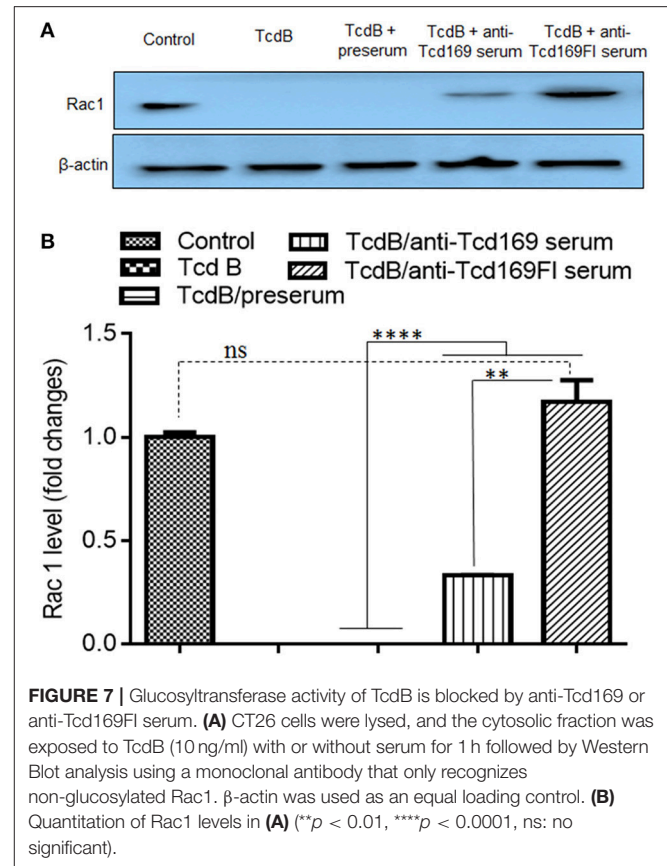 A
Control
TcdB
TcdB +
preserum
TcdB + anti-
Tcd169 serum
TcdB + anti-
Tcd169FI serum
Rac1
β-actin
B
Control
Tcd B
TcdB/preserum
TcdB/anti-Tcd169 serum
TcdB/anti-Tcd169FI serum
Rac 1 level (fold changes)
1.5
1.0
0.5
0.0
ns
****
**
FIGURE 7 | Glucosyltransferase activity of TcdB is blocked by anti-Tcd169 or
anti-Tcd169FI serum. (A) CT26 cells were lysed, and the cytosolic fraction was
exposed to TcdB (10 ng/ml) with or without serum for 1 h followed by Western
Blot analysis using a monoclonal antibody that only recognizes
non-glucosylated Rac1. β-actin was used as an equal loading control. (B)
Quantitation of Rac1 levels in (A) (**p < 0.01, ****p < 0.0001, ns: no
significant).